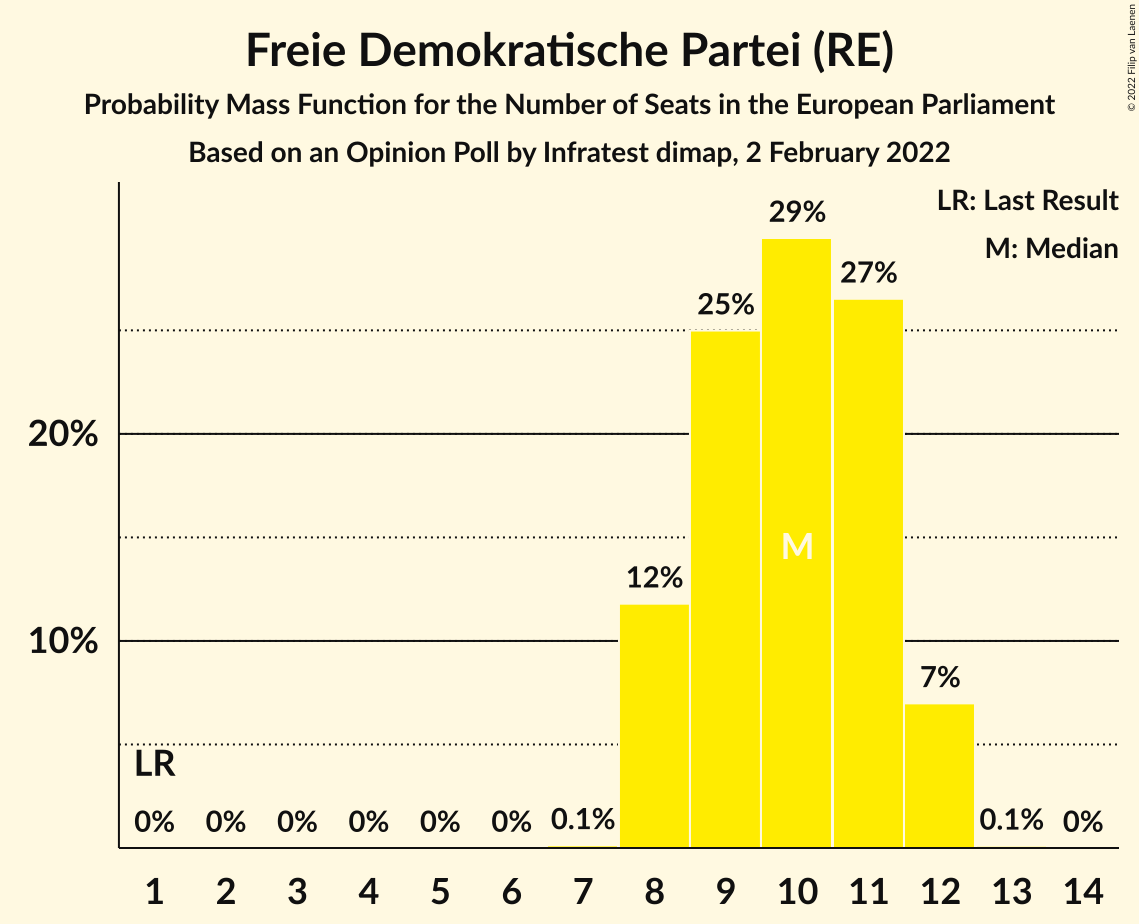 Freie Demokratische Partei (RE)
Probability Mass Function for the Number of Seats in the European Parliament
Based on an Opinion Poll by Infratest dimap, 2 February 2022
© 2022 Filip van Laenen
LR: Last Result
M: Median
29%
27%
25%
20%
M
12%
10%
7%
LR
0% 0% 0% 0% 0% 0% 0.1% 0.1% 0%
1 2 3 4 5 6 7 8 9 10 11 12 13 14